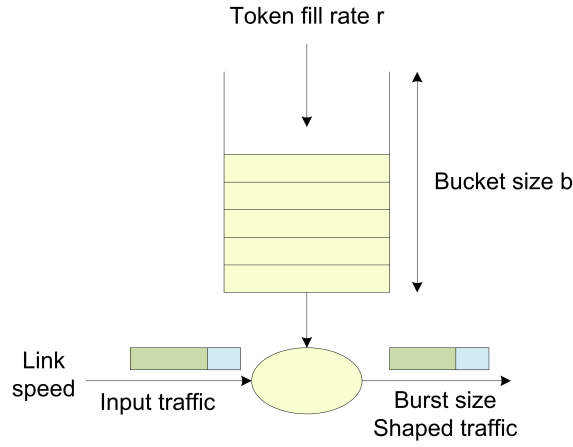 Token fill rate r
Bucket size b
Link
speed
Input traffic
Burst size
Shaped traffic